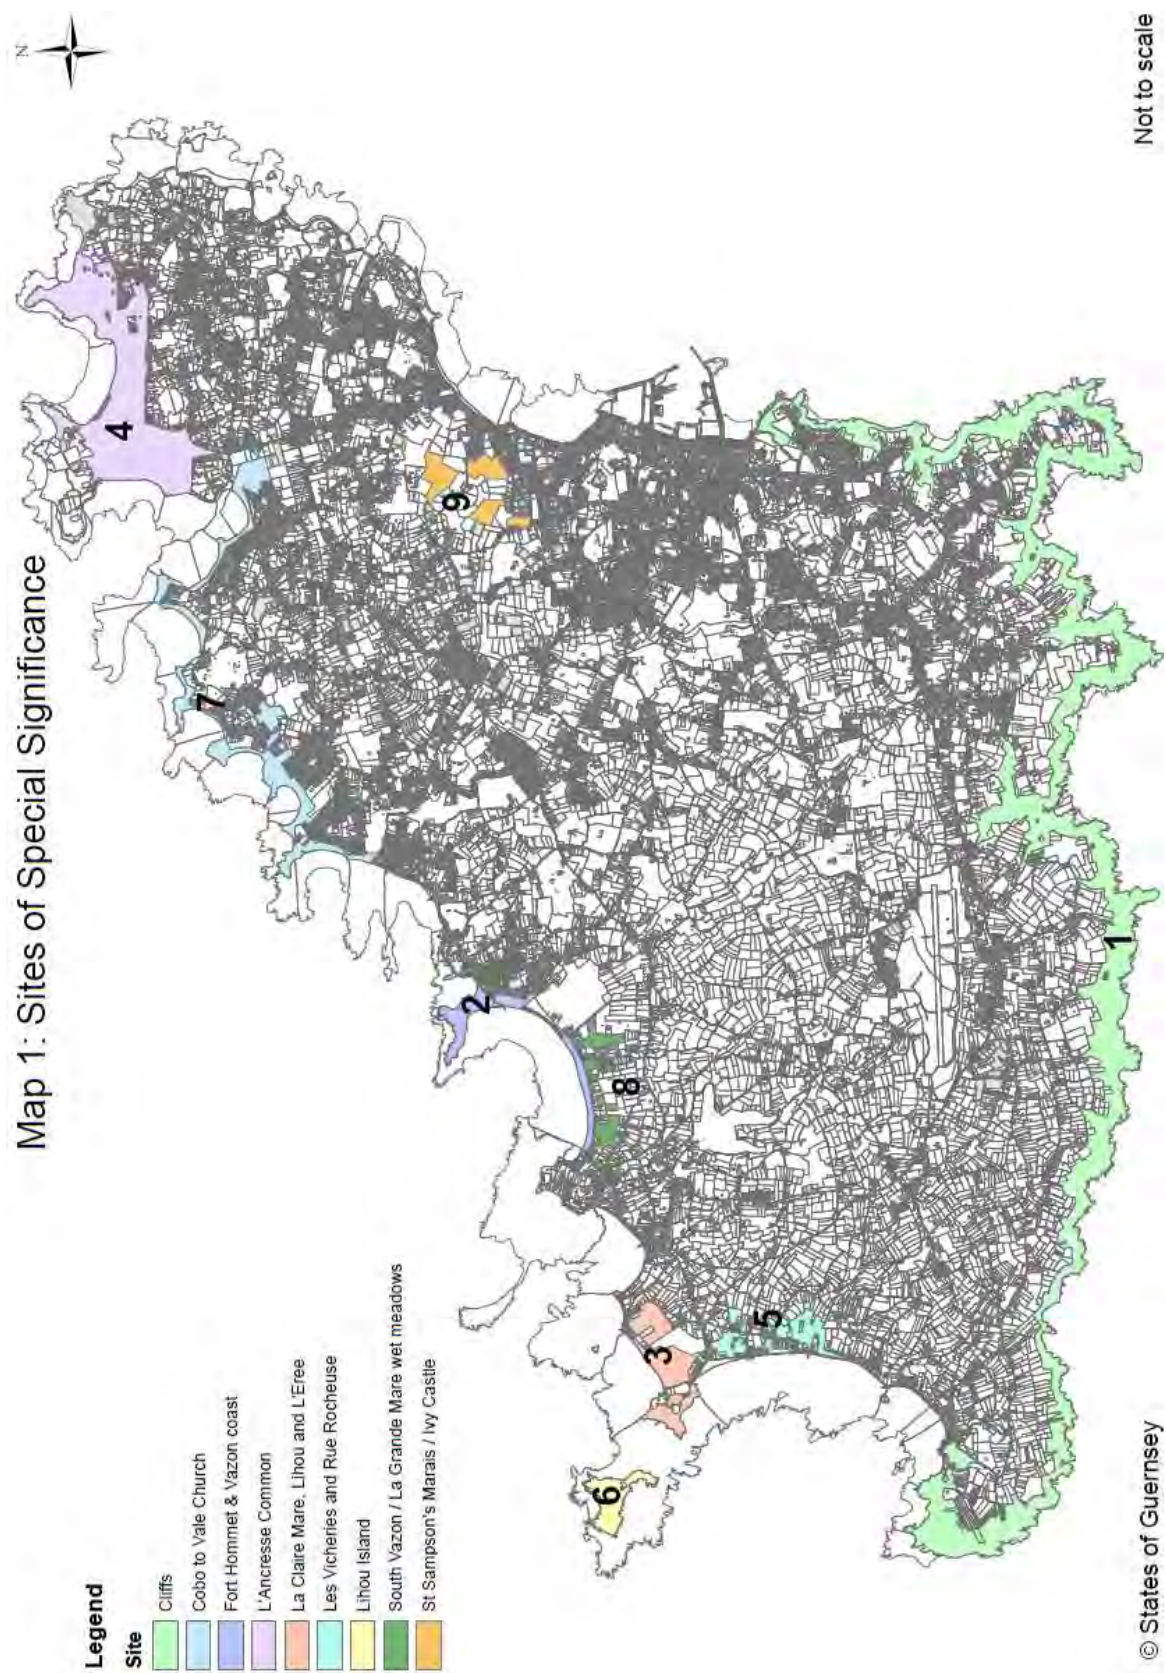 Map 1: Sites of Special Significance
N
4
7
9
2
8
3
5
6
1
Legend
Site
Cliffs
Cobo to Vale Church
Fort Hommet & Vazon coast
L'Ancresse Common
La Claire Mare, Lihou and L'Eree
Les Vicheries and Rue Rocheuse
Lihou Island
South Vazon / La Grande Mare wet meadows
St Sampson's Marais / Ivy Castle
© States of Guernsey
Not to scale